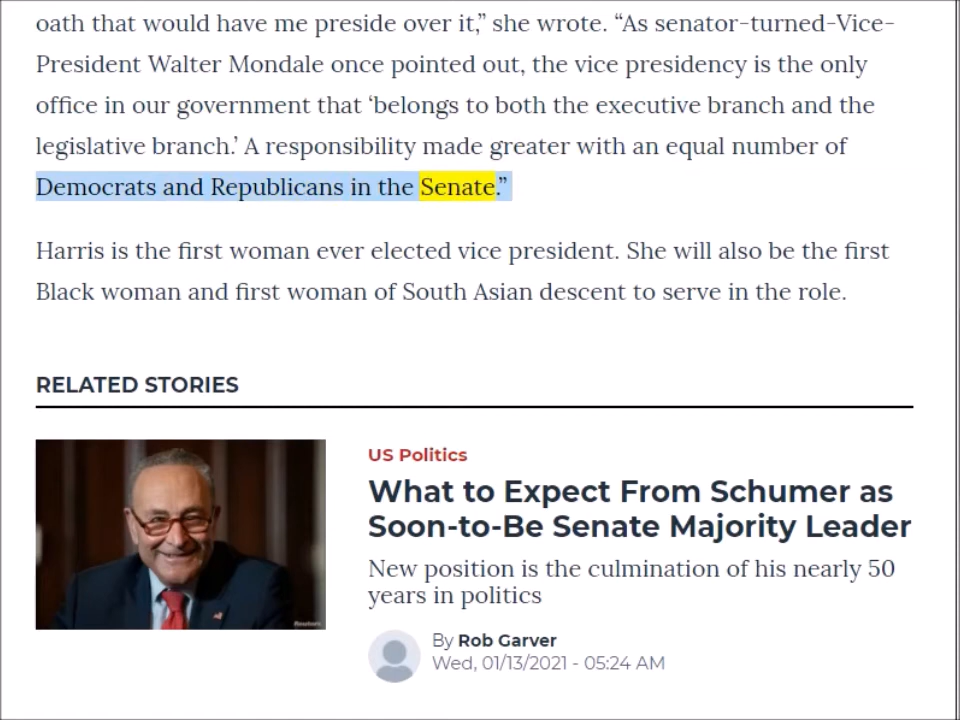 oath that would have me preside over it,” she wrote. “As senator-turned-Vice-
President Walter Mondale once pointed out, the vice presidency is the only
office in our government that ‘belongs to both the executive branch and the
legislative branch.’ A responsibility made greater with an equal number of
Democrats and Republicans in the Senate.”
Harris is the first woman ever elected vice president. She will also be the first
Black woman and first woman of South Asian descent to serve in the role.
RELATED STORIES
US Politics
What to Expect From Schumer as
Soon-to-Be Senate Majority Leader
New position is the culmination of his nearly 50
years in politics
By Rob Garver
Wed, 01/13/2021 - 05:24 AM
Reuters